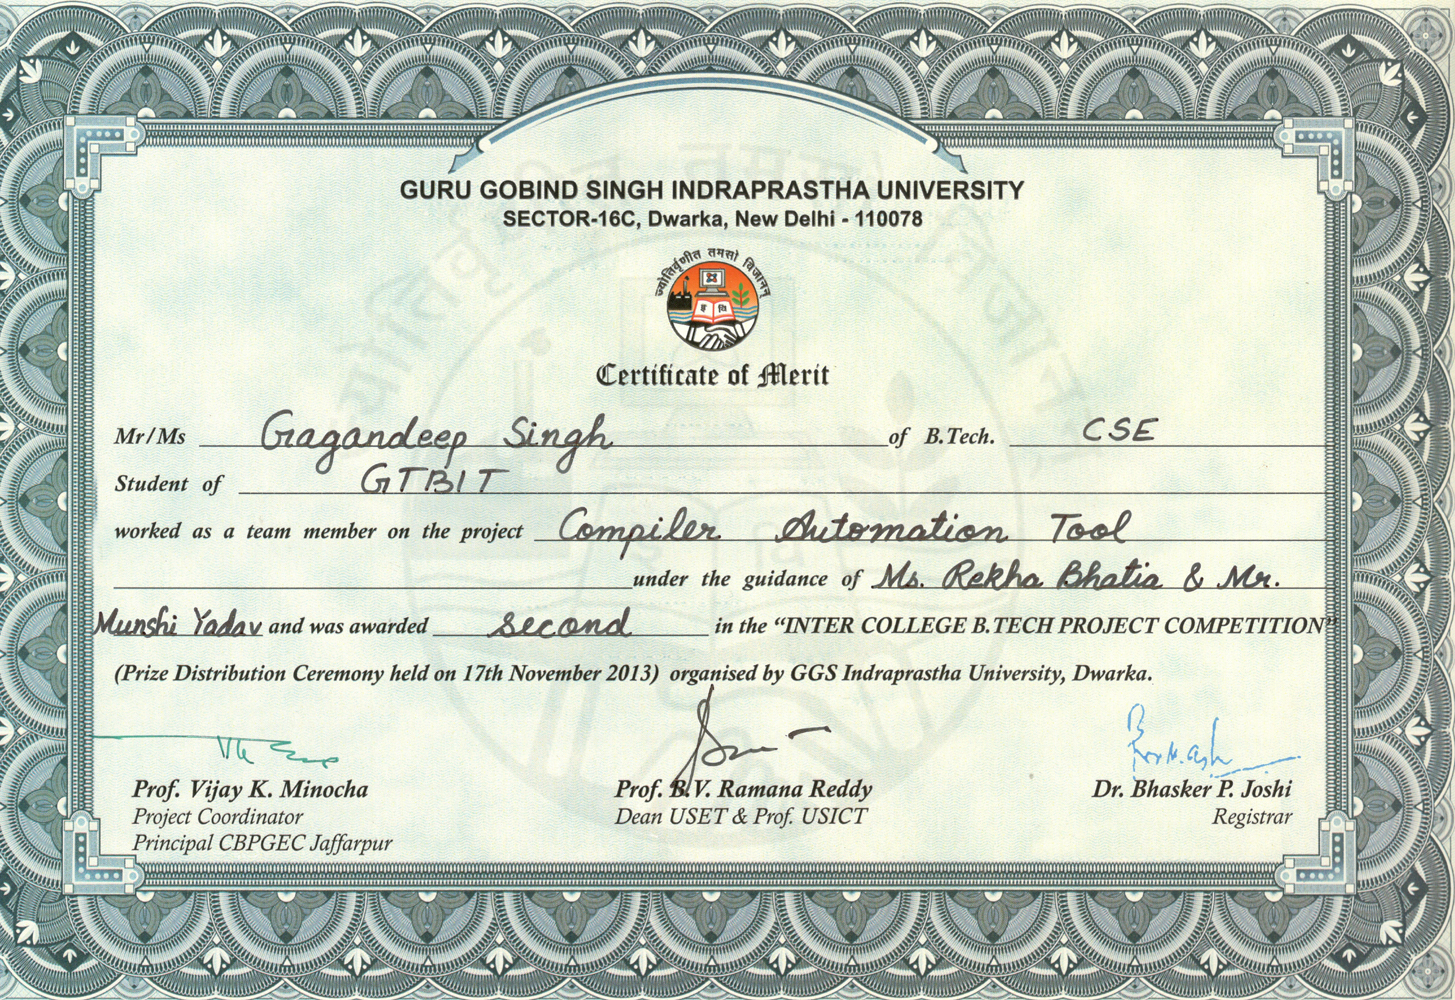 GURU GOBIND SINGH INDRAPRASTHA UNIVERSITY
SECTOR-16C, Dwarka, New Delhi - 110078
ज्योतिर्वृणीत तमसो विजानन्
इ वि
Certificate of Merit
Mr/Ms Gagandeep Singh of B.Tech. CSE
Student of GTBIT
worked as a team member on the project Compiler Automation Tool
under the guidance of Ms. Rekha Bhatia & Mr.
Munshi Yadav and was awarded second in the “INTER COLLEGE B.TECH PROJECT COMPETITION”
(Prize Distribution Ceremony held on 17th November 2013) organised by GGS Indraprastha University, Dwarka.
Prof. Vijay K. Minocha Prof. B.V. Ramana Reddy Dr. Bhasker P. Joshi
Project Coordinator Dean USET & Prof. USICT Registrar
Principal CBPGEC Jaffarpur